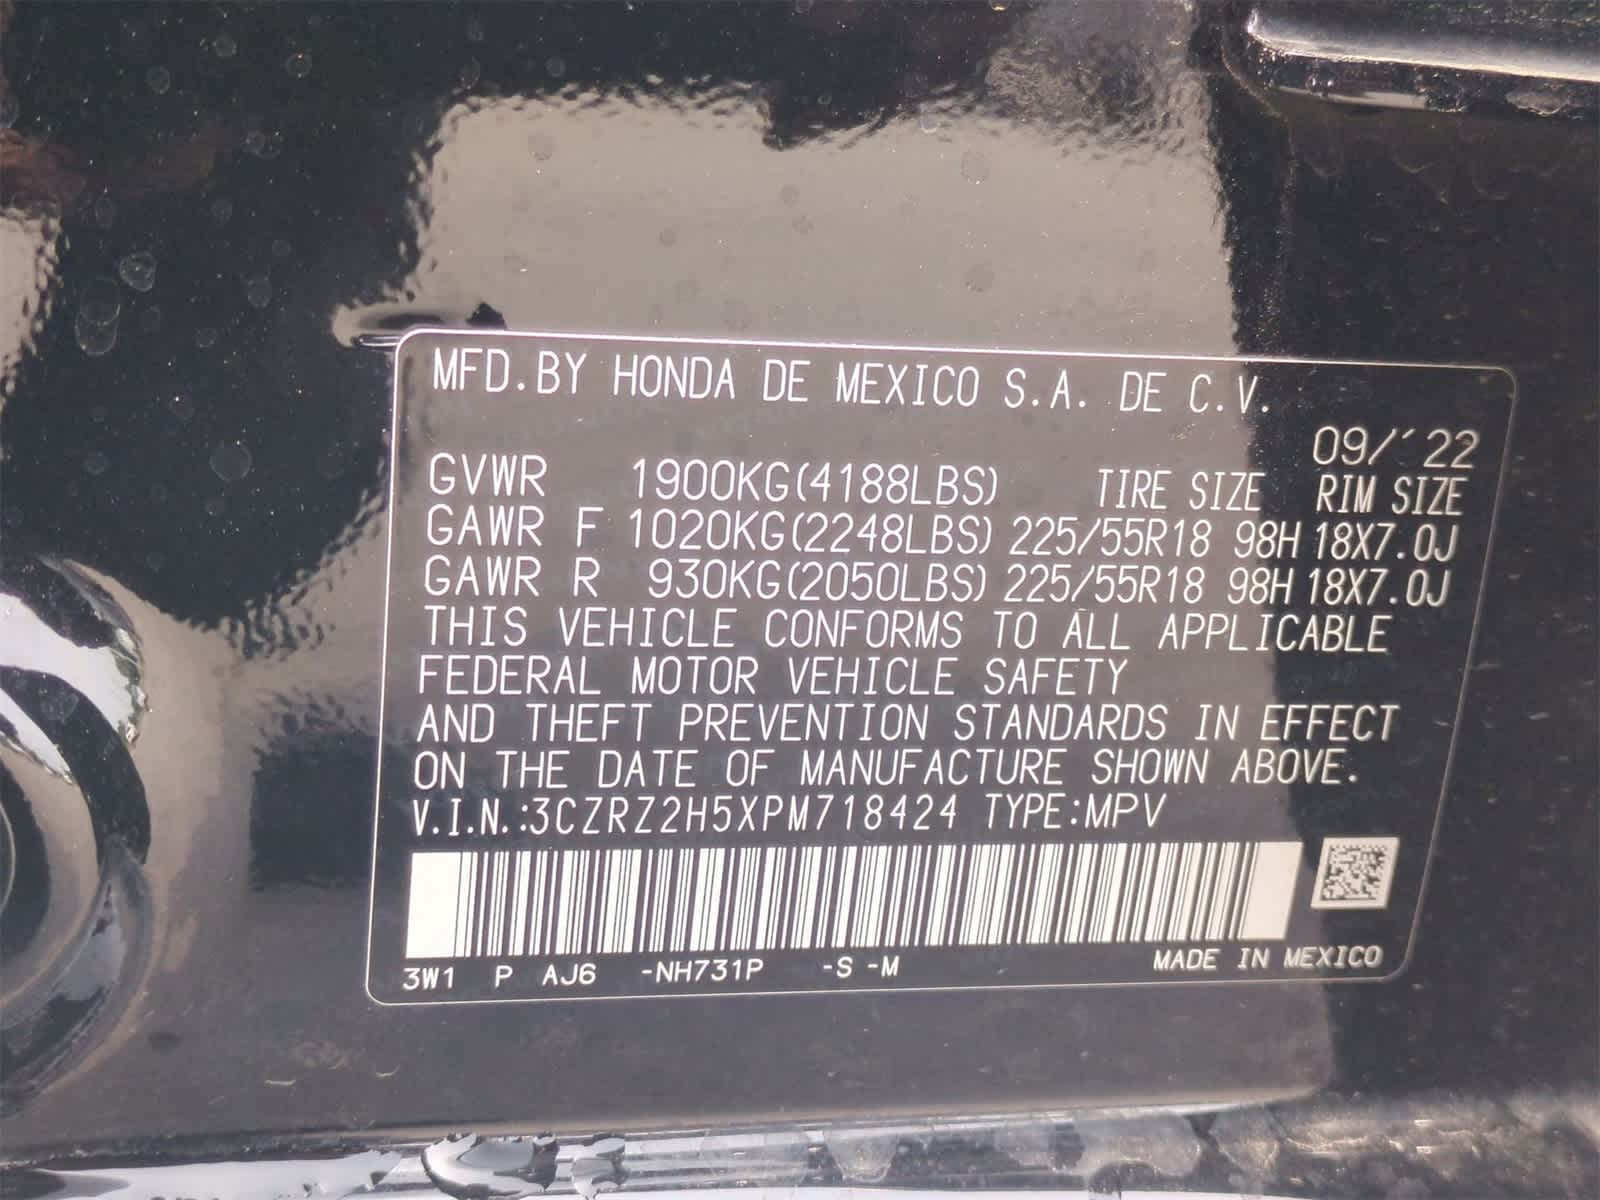 MFD.BY HONDA DE MEXICO S.A. DE C.V.
09/´22
GVWR 1900KG(4188LBS) TIRE SIZE RIM SIZE
GAWR F 1020KG(2248LBS) 225/55R18 98H 18X7.0J
GAWR R 930KG(2050LBS) 225/55R18 98H 18X7.0J
THIS VEHICLE CONFORMS TO ALL APPLICABLE
FEDERAL MOTOR VEHICLE SAFETY
AND THEFT PREVENTION STANDARDS IN EFFECT
ON THE DATE OF MANUFACTURE SHOWN ABOVE.
V.I.N.:3CZRZ2H5XPM718424 TYPE:MPV
3W1 P AJ6 -NH731P -S -M MADE IN MEXICO